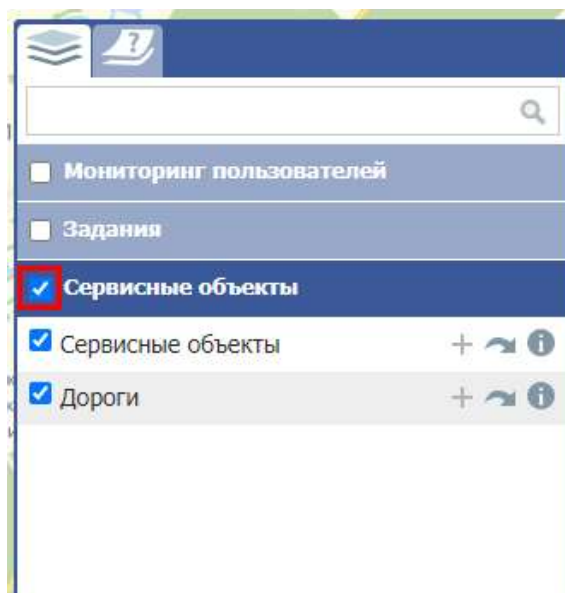 Мониторинг пользователей
Задания
Сервисные объекты
Сервисные объекты
Дороги